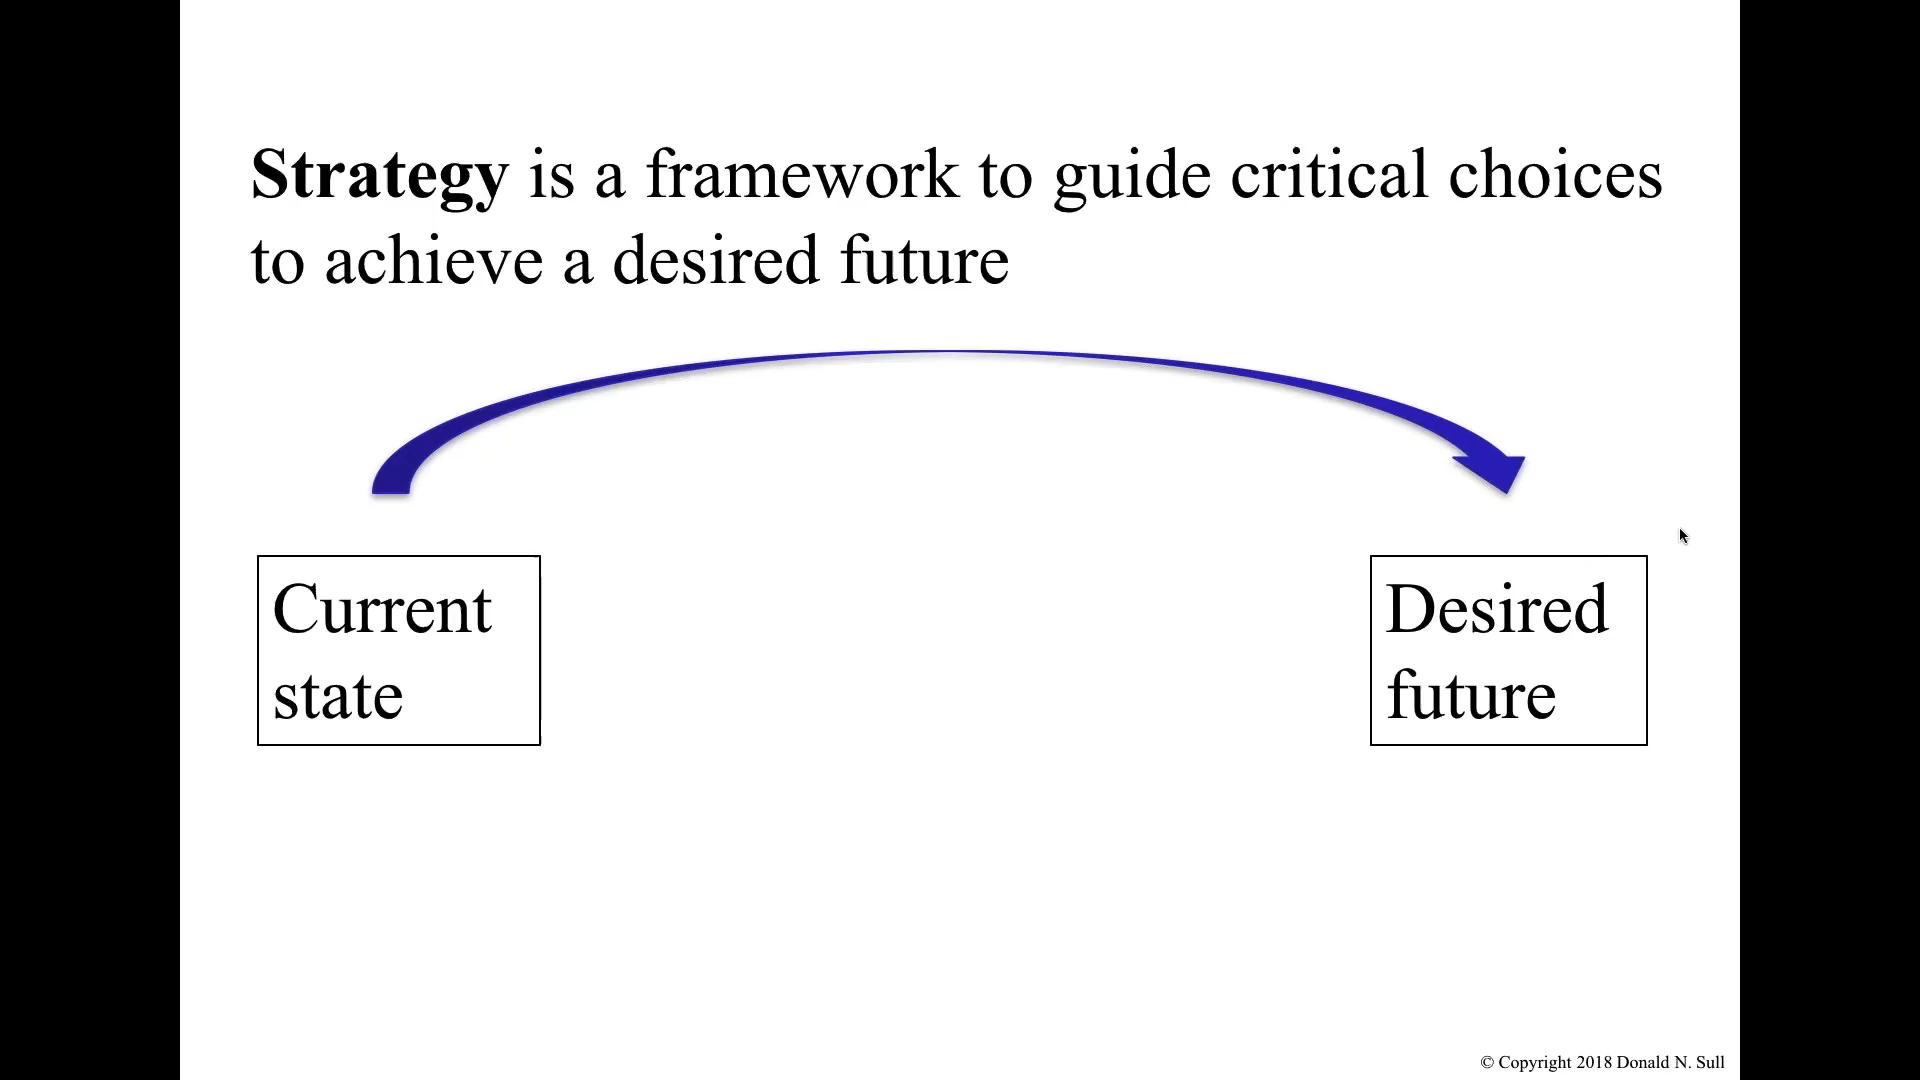 Strategy is a framework to guide critical choices
to achieve a desired future
Current
state
Desired
future
© Copyright 2018 Donald N. Sull